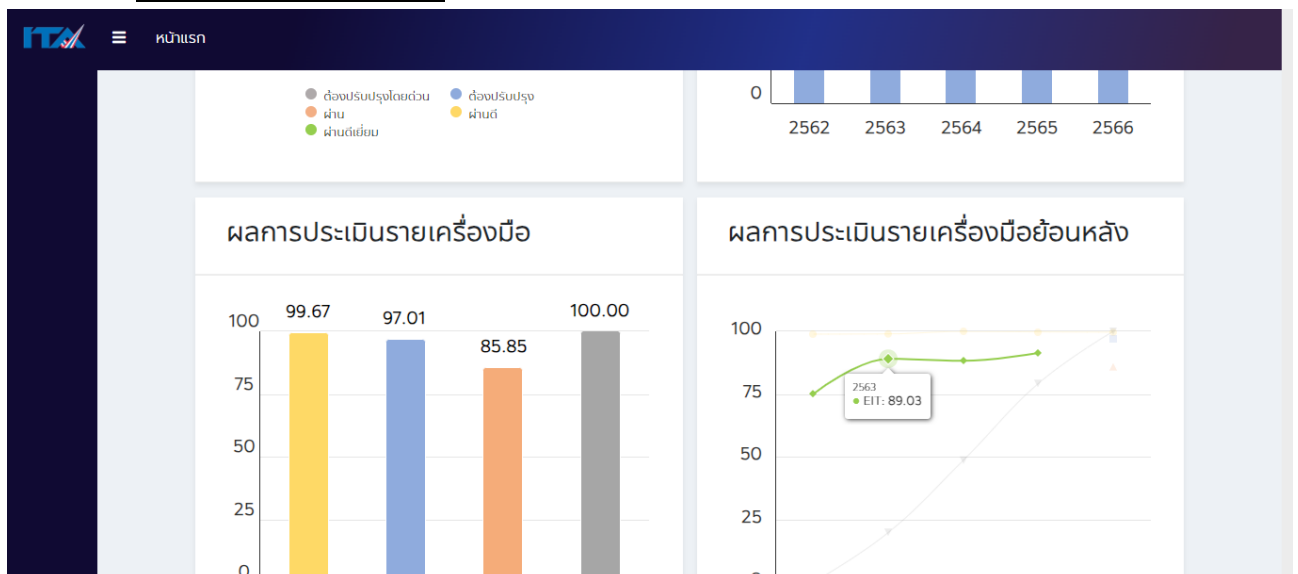 ITA
หน้าแรก
ต้องปรับปรุงโดยด่วน
ต้องปรับปรุง
ผ่าน
ผ่านดี
ผ่านดีเยี่ยม
0
2562 2563 2564 2565 2566
ผลการประเมินรายเครื่องมือ
100
75
50
25
0
99.67
97.01
85.85
100.00
ผลการประเมินรายเครื่องมือย้อนหลัง
100
75
50
25
2563
EIT: 89.03